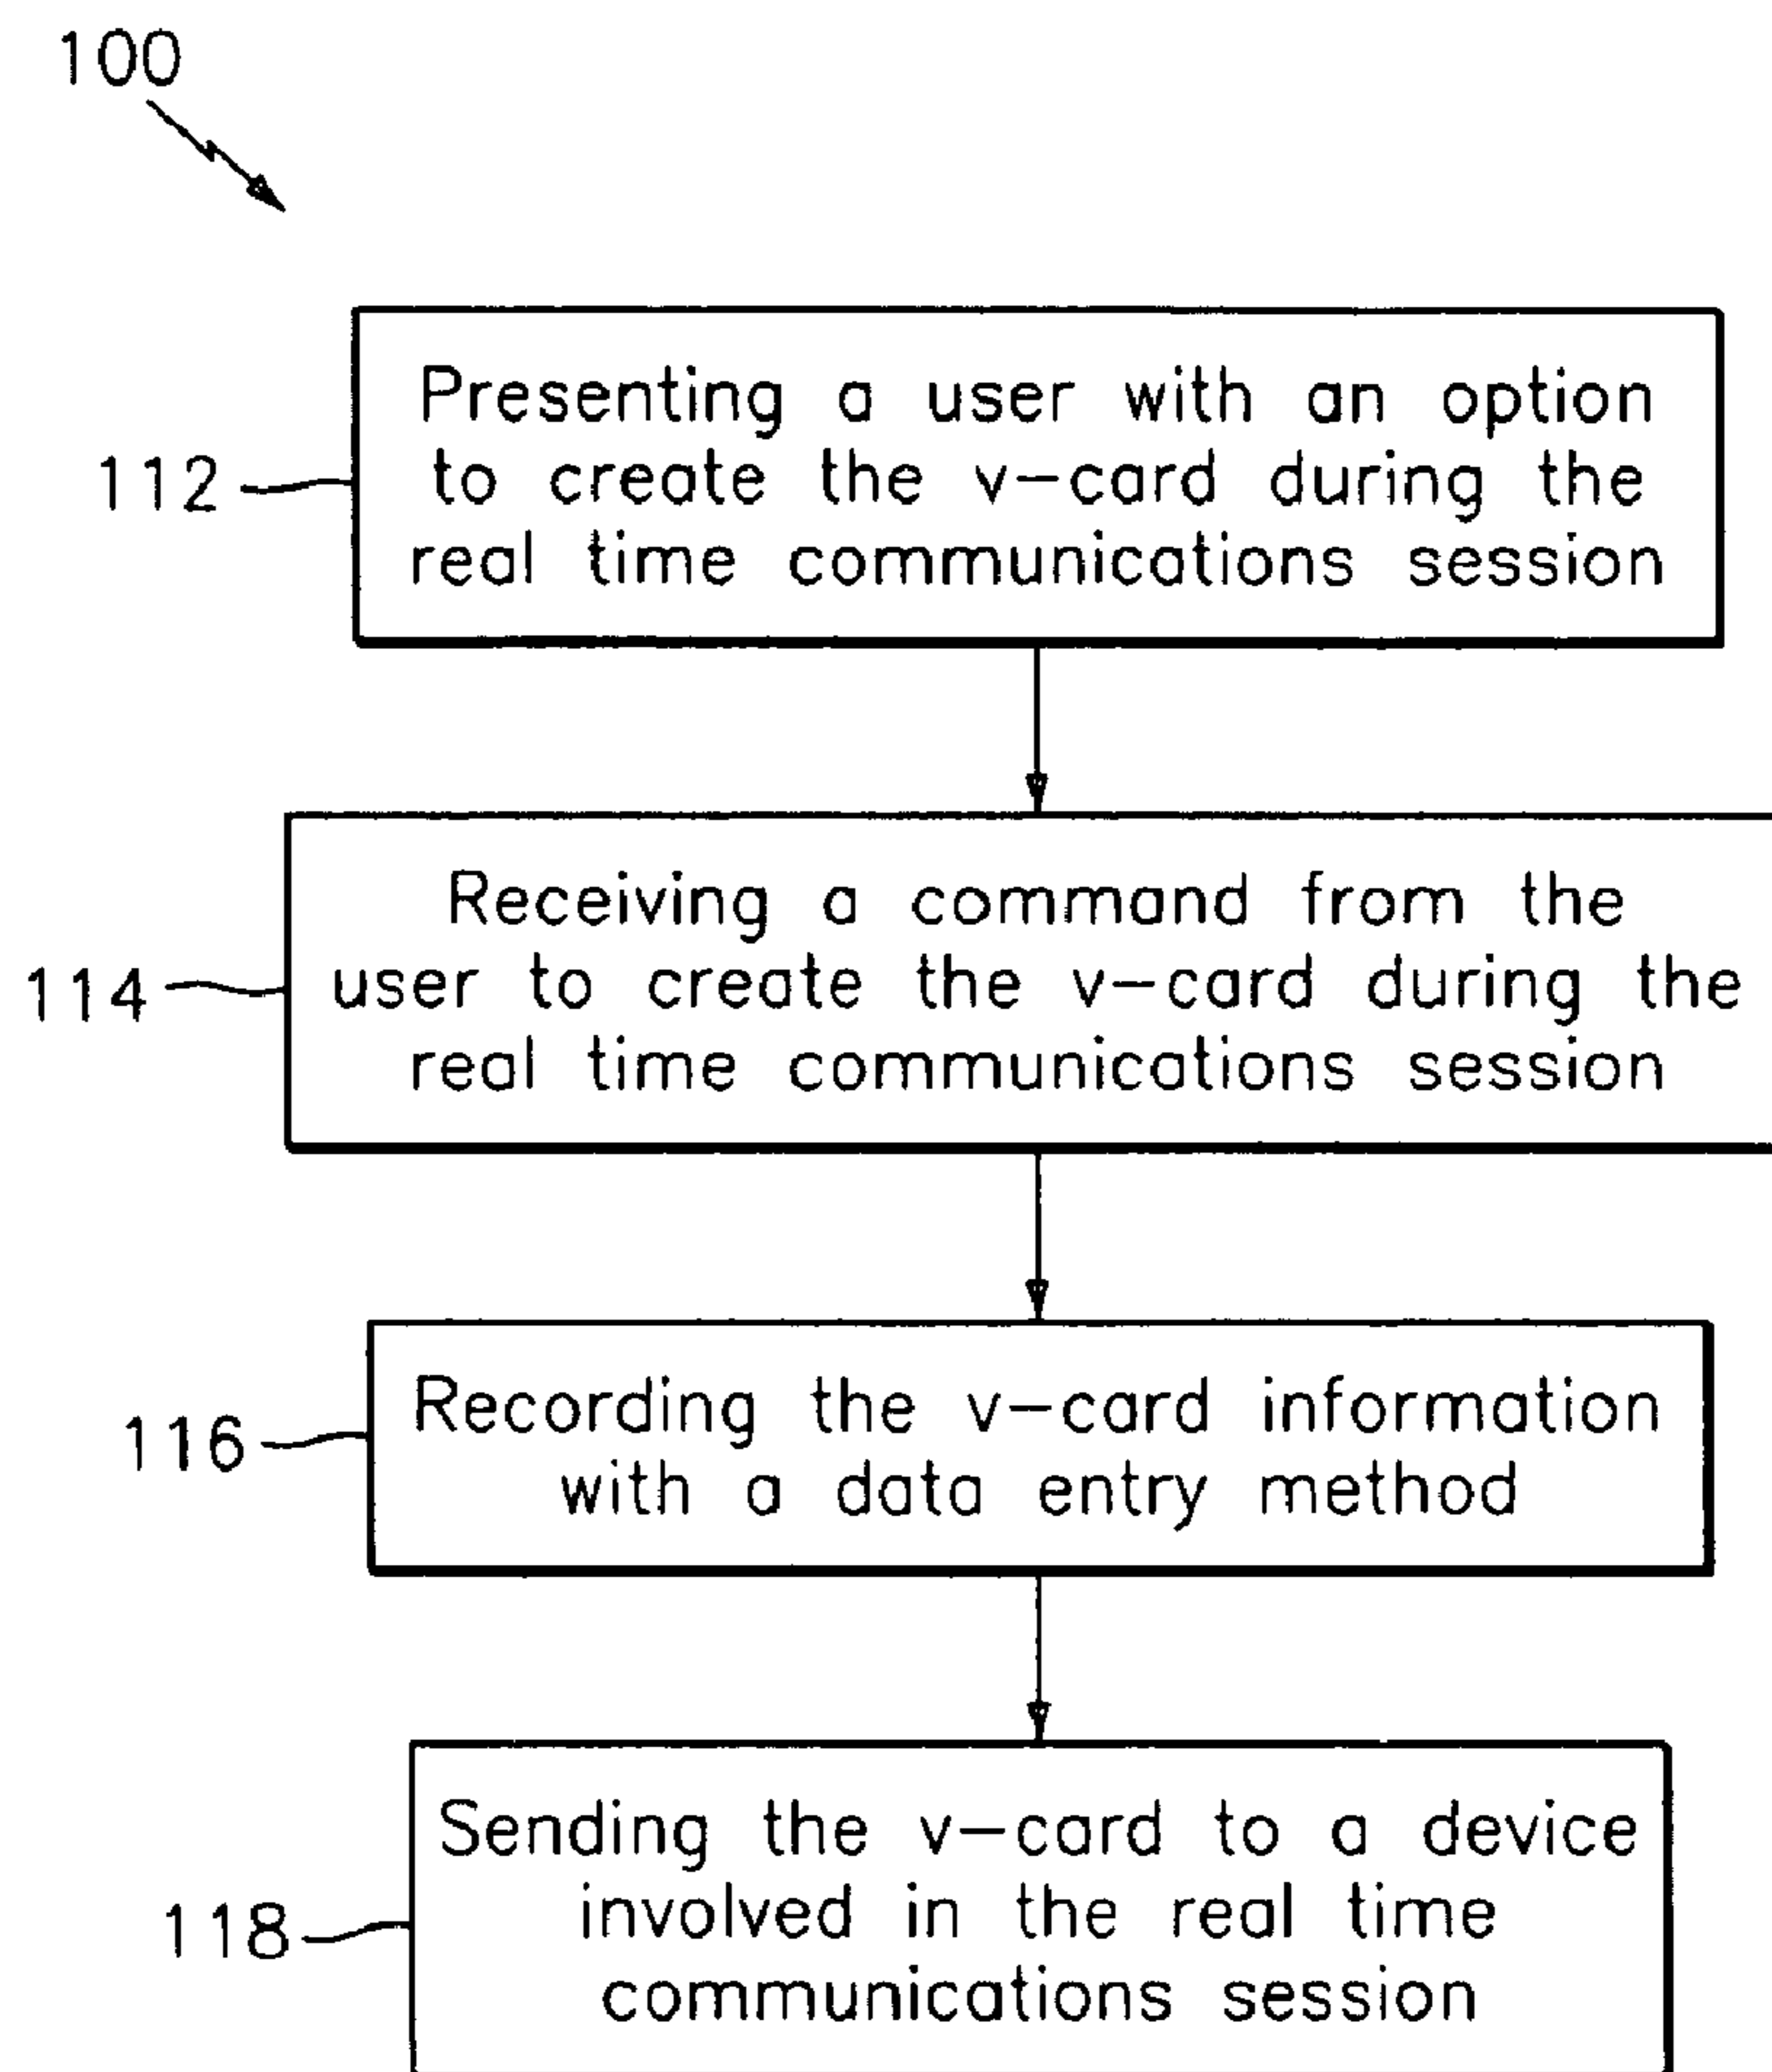 100
Presenting a user with an option
to create the v-card during the
112
real time communications session
Receiving a command from the
114
user to create the v-card during the
real time communications session
Recording the v-card information
116
with a data entry method
Sending the v-card to a device
involved in the real time
118
communications session